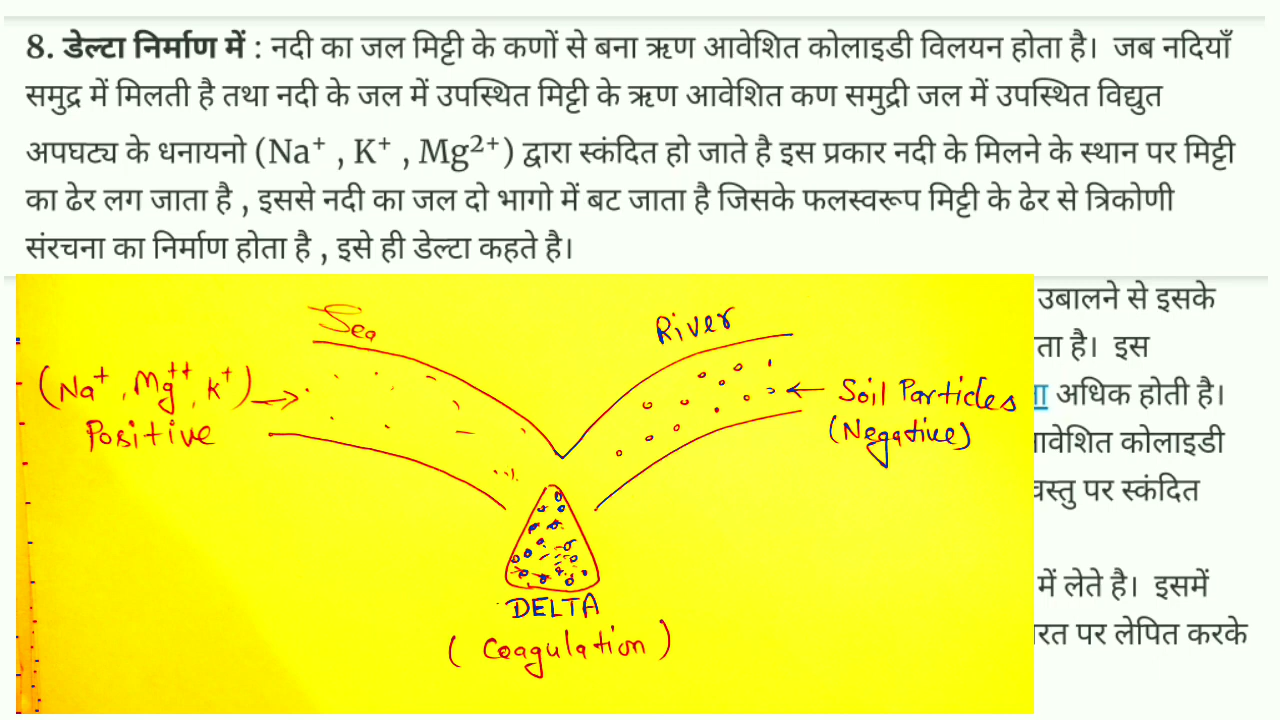 8. डेल्टा निर्माण में : नदी का जल मिट्टी के कणों से बना ऋण आवेशित कोलाइडी विलयन होता है। जब नदियाँ
समुद्र में मिलती है तथा नदी के जल में उपस्थित मिट्टी के ऋण आवेशित कण समुद्री जल में उपस्थित विद्युत
अपघट्य के धनायनो (Na⁺ , K⁺ , Mg²⁺) द्वारा स्कंदित हो जाते है इस प्रकार नदी के मिलने के स्थान पर मिट्टी
का ढेर लग जाता है , इससे नदी का जल दो भागो में बट जाता है जिसके फलस्वरूप मिट्टी के ढेर से त्रिकोणी
संरचना का निर्माण होता है , इसे ही डेल्टा कहते है।
उबालने से इसके
ता है। इस
अधिक होती है।
आवेशित कोलाइडी
वस्तु पर स्कंदित
में लेते है। इसमें
परत पर लेपित करके
Sea
River
(Na⁺, Mg⁺⁺, K⁺)
Positive
Soil Particles
(Negative)
DELTA
(Coagulation)